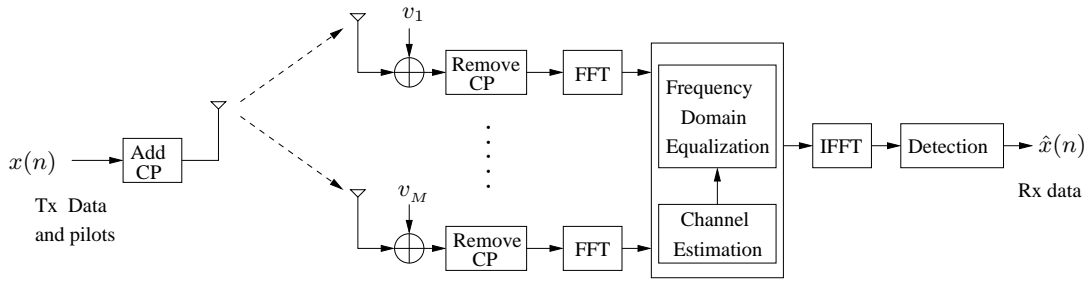 x(n)
Add
CP
Tx Data
and pilots
v1
Remove
CP
FFT
vM
Remove
CP
FFT
Frequency
Domain
Equalization
Channel
Estimation
IFFT
Detection
x̂(n)
Rx data